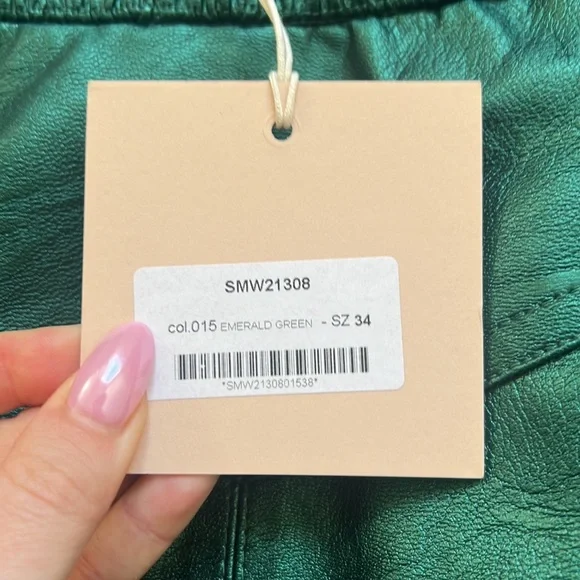 SMW21308
col.015 EMERALD GREEN - SZ 34
*SMW2130801538*